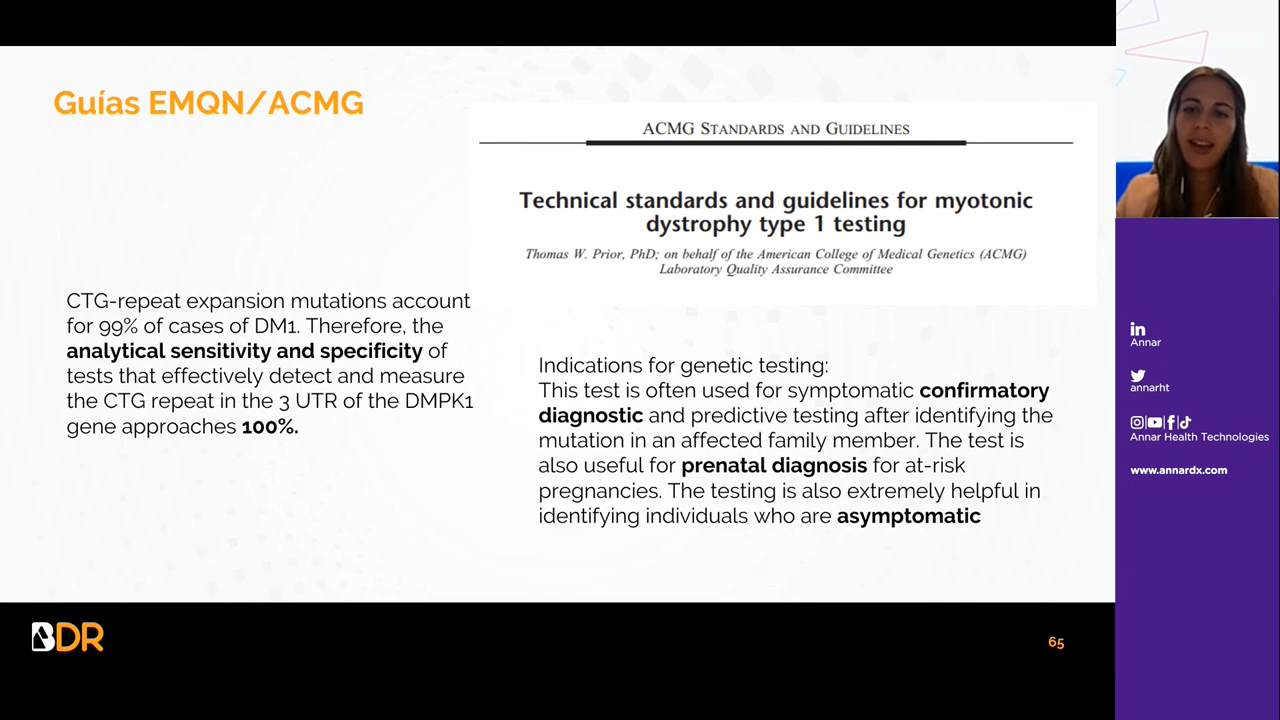 Guías EMQN/ACMG
ACMG STANDARDS AND GUIDELINES
Technical standards and guidelines for myotonic
dystrophy type 1 testing
Thomas W. Prior, PhD; on behalf of the American College of Medical Genetics (ACMG)
Laboratory Quality Assurance Committee
CTG-repeat expansion mutations account
for 99% of cases of DM1. Therefore, the
analytical sensitivity and specificity of
tests that effectively detect and measure
the CTG repeat in the 3 UTR of the DMPK1
gene approaches 100%.
Indications for genetic testing:
This test is often used for symptomatic confirmatory
diagnostic and predictive testing after identifying the
mutation in an affected family member. The test is
also useful for prenatal diagnosis for at-risk
pregnancies. The testing is also extremely helpful in
identifying individuals who are asymptomatic
BDR
65
in
Annar
annarht
Annar Health Technologies
www.annardx.com